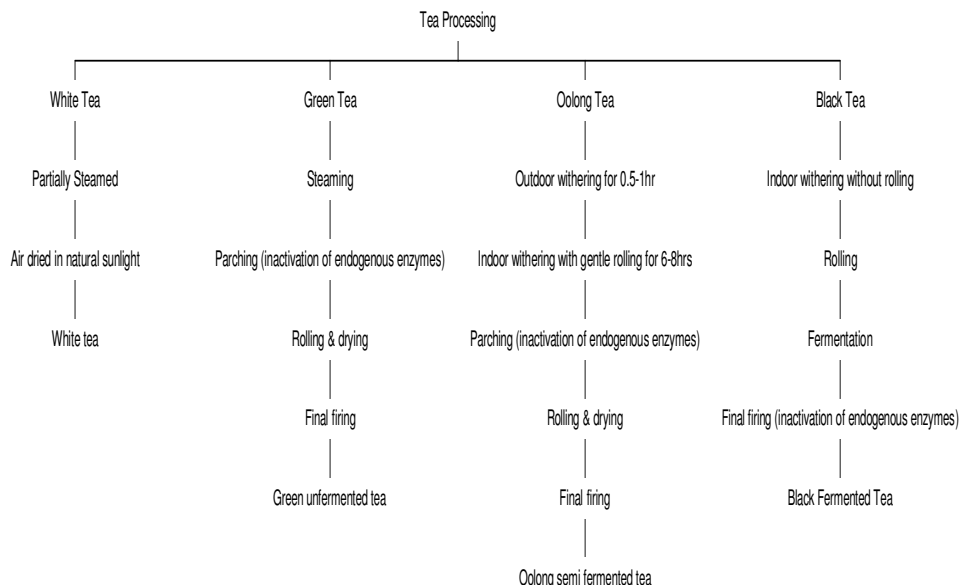 Tea Processing
White Tea
Green Tea
Oolong Tea
Black Tea
Partially Steamed
Steaming
Outdoor withering for 0.5-1hr
Indoor withering without rolling
Air dried in natural sunlight
Parching (inactivation of endogenous enzymes)
Indoor withering with gentle rolling for 6-8hrs
Rolling
White tea
Rolling & drying
Parching (inactivation of endogenous enzymes)
Fermentation
Final firing
Rolling & drying
Final firing (inactivation of endogenous enzymes)
Green unfermented tea
Final firing
Black Fermented Tea
Oolong semi fermented tea